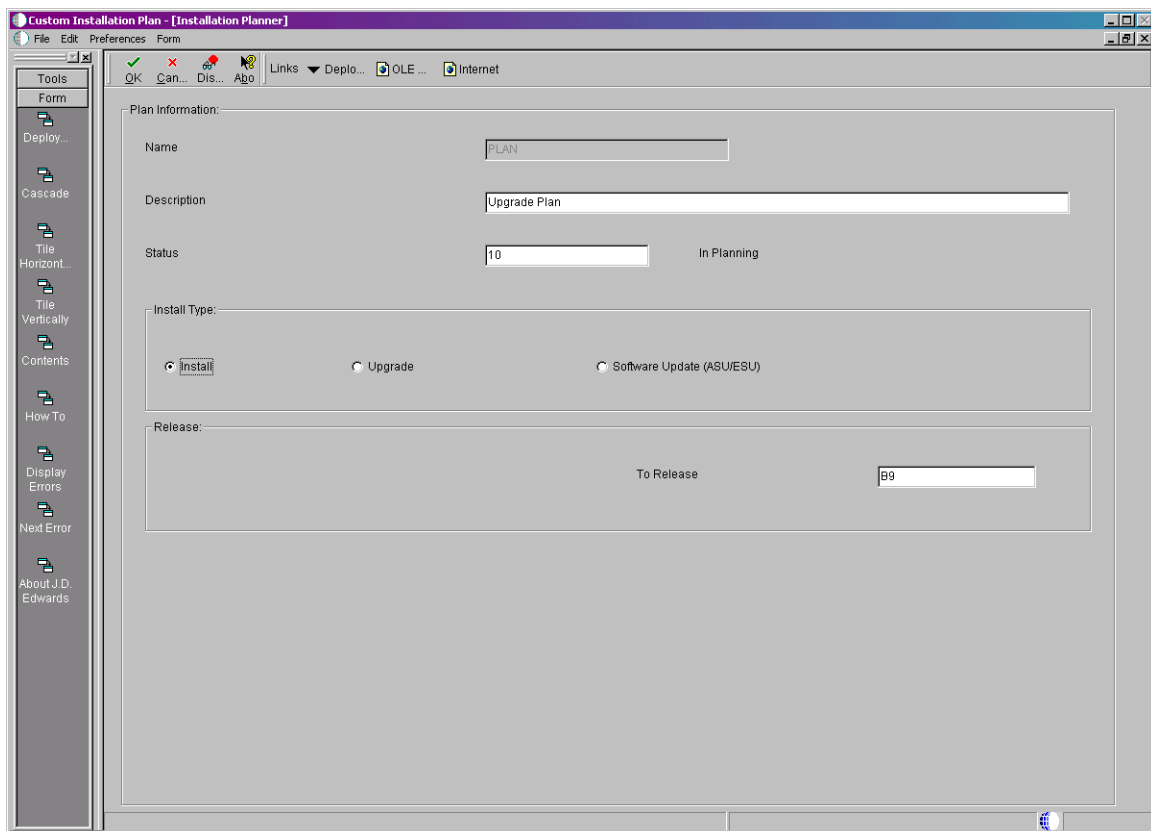 Custom Installation Plan - [Installation Planner]
File Edit Preferences Form
Tools
Form
Deploy...
Cascade
Tile
Horizont...
Tile
Vertically
Contents
How To
Display
Errors
Next Error
About J.D.
Edwards
OK Can... Dis... Abo Links Deplo... OLE ... Internet
Plan Information:
Name PLAN
Description Upgrade Plan
Status 10 In Planning
Install Type:
Install Upgrade Software Update (ASU/ESU)
Release:
To Release B9